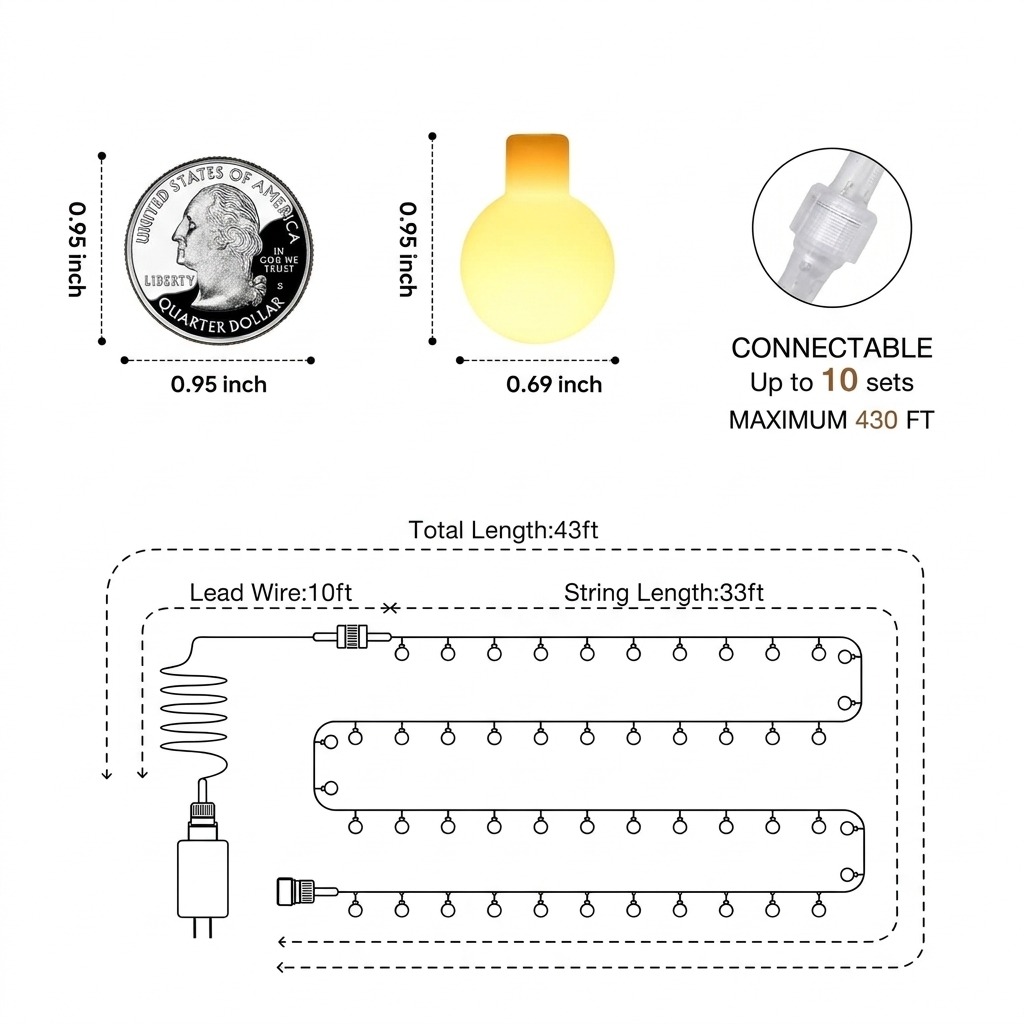 UNITED STATES OF AMERICA
IN
GOG WE
TRUST
S
LIBERTY
QUARTER DOLLAR
0.95 inch
0.95 inch
0.95 inch
0.69 inch
CONNECTABLE
Up to 10 sets
MAXIMUM 430 FT
Total Length:43ft
Lead Wire:10ft
String Length:33ft